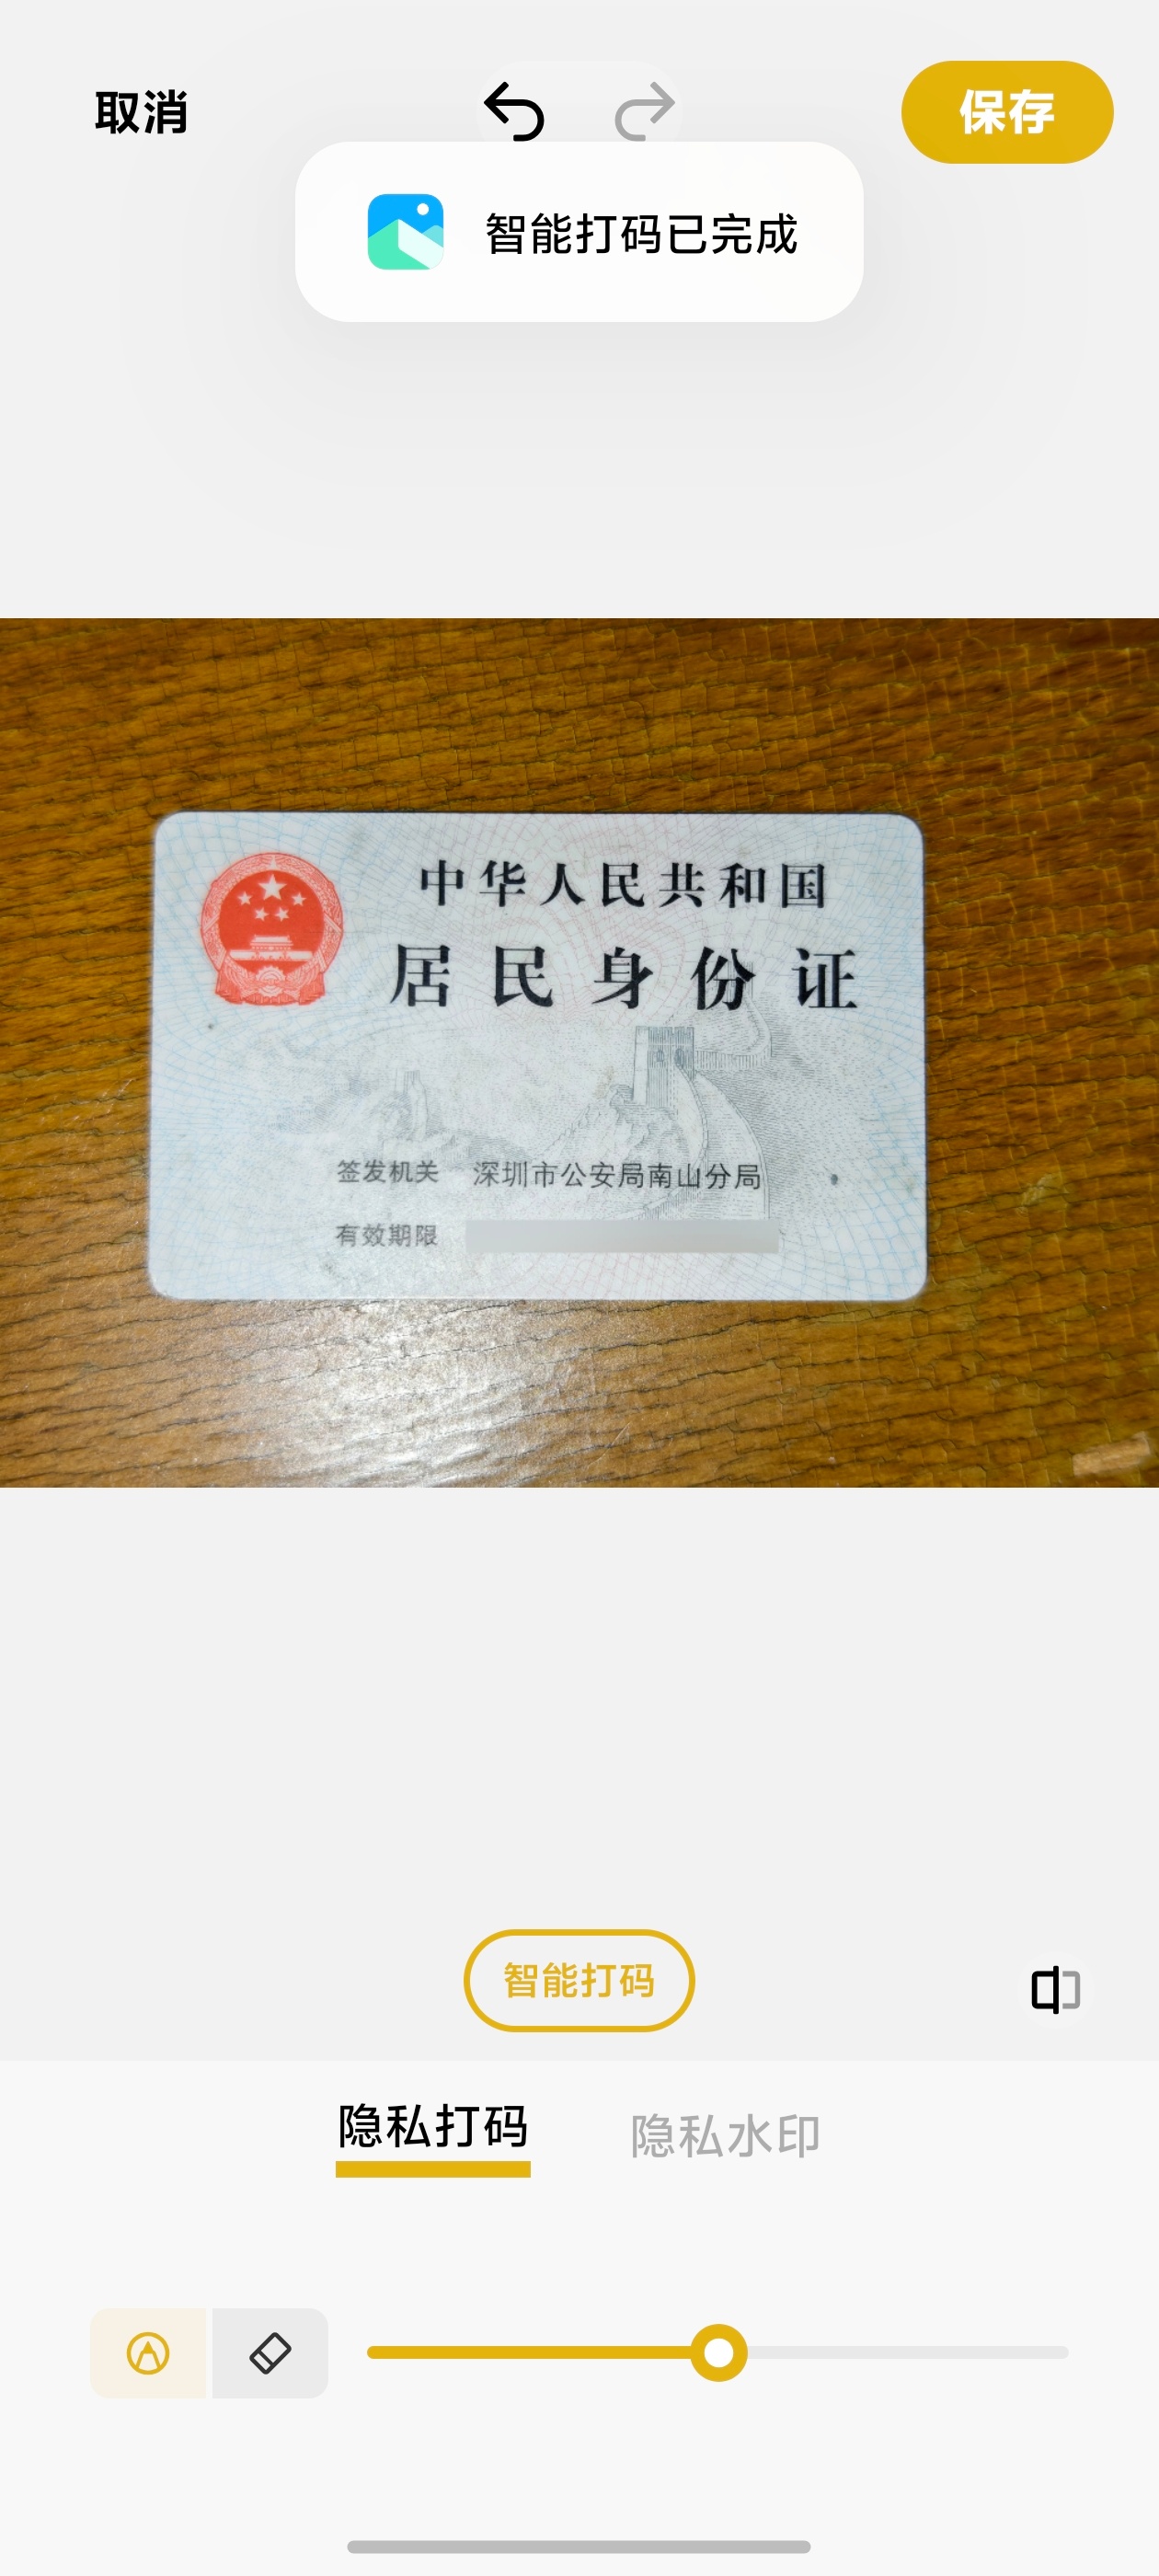 取消
保存
智能打码已完成
中华人民共和国
居民身份证
签发机关 深圳市公安局南山分局
有效期限
智能打码
隐私打码 隐私水印